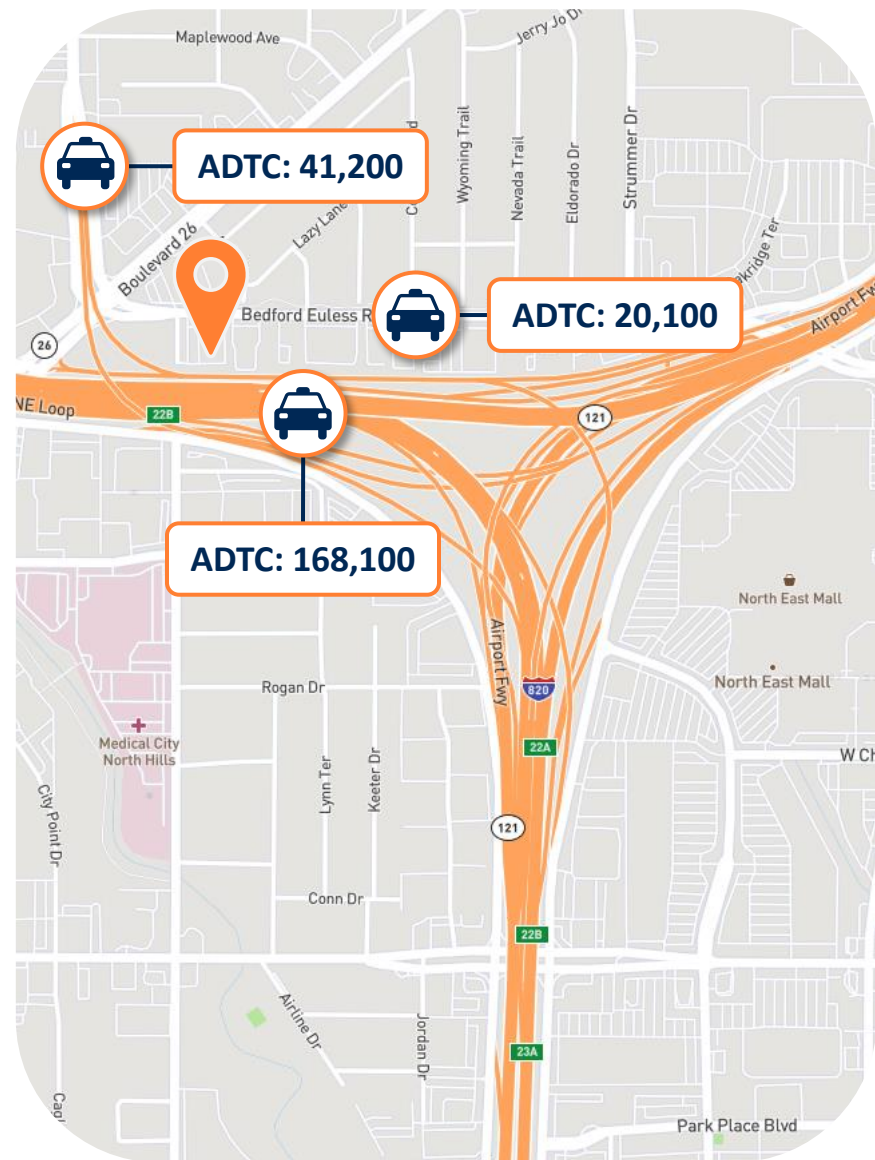 Maplewood Ave
Jerry Jo Dr
ADTC: 41,200
Wyoming Trail
Nevada Trail
Eldorado Dr
Strummer Dr
Lazy Lane
Boulevard 26
Bedford Euless R
ADTC: 20,100
Airport Fw
26
NE Loop
22B
121
ADTC: 168,100
North East Mall
Airport Fwy
Rogan Dr
820
North East Mall
Medical City
North Hills
22A
W Ch
Lynn Ter
Keeter Dr
City Point Dr
121
Conn Dr
22B
Airline Dr
Jordan Dr
23A
Park Place Blvd